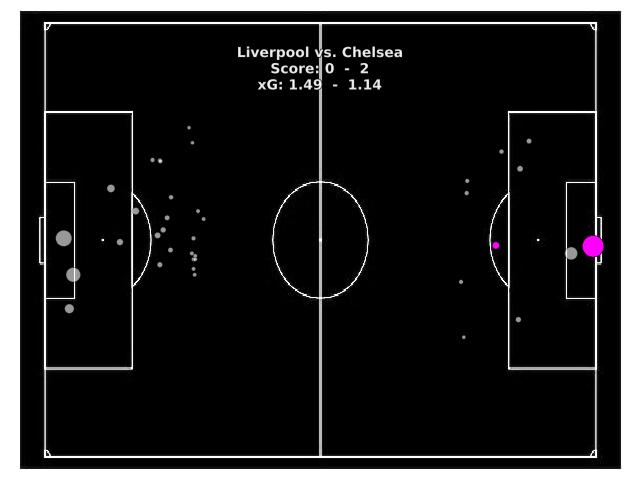 Liverpool vs. Chelsea
Score: 0 - 2
xG: 1.49 - 1.14